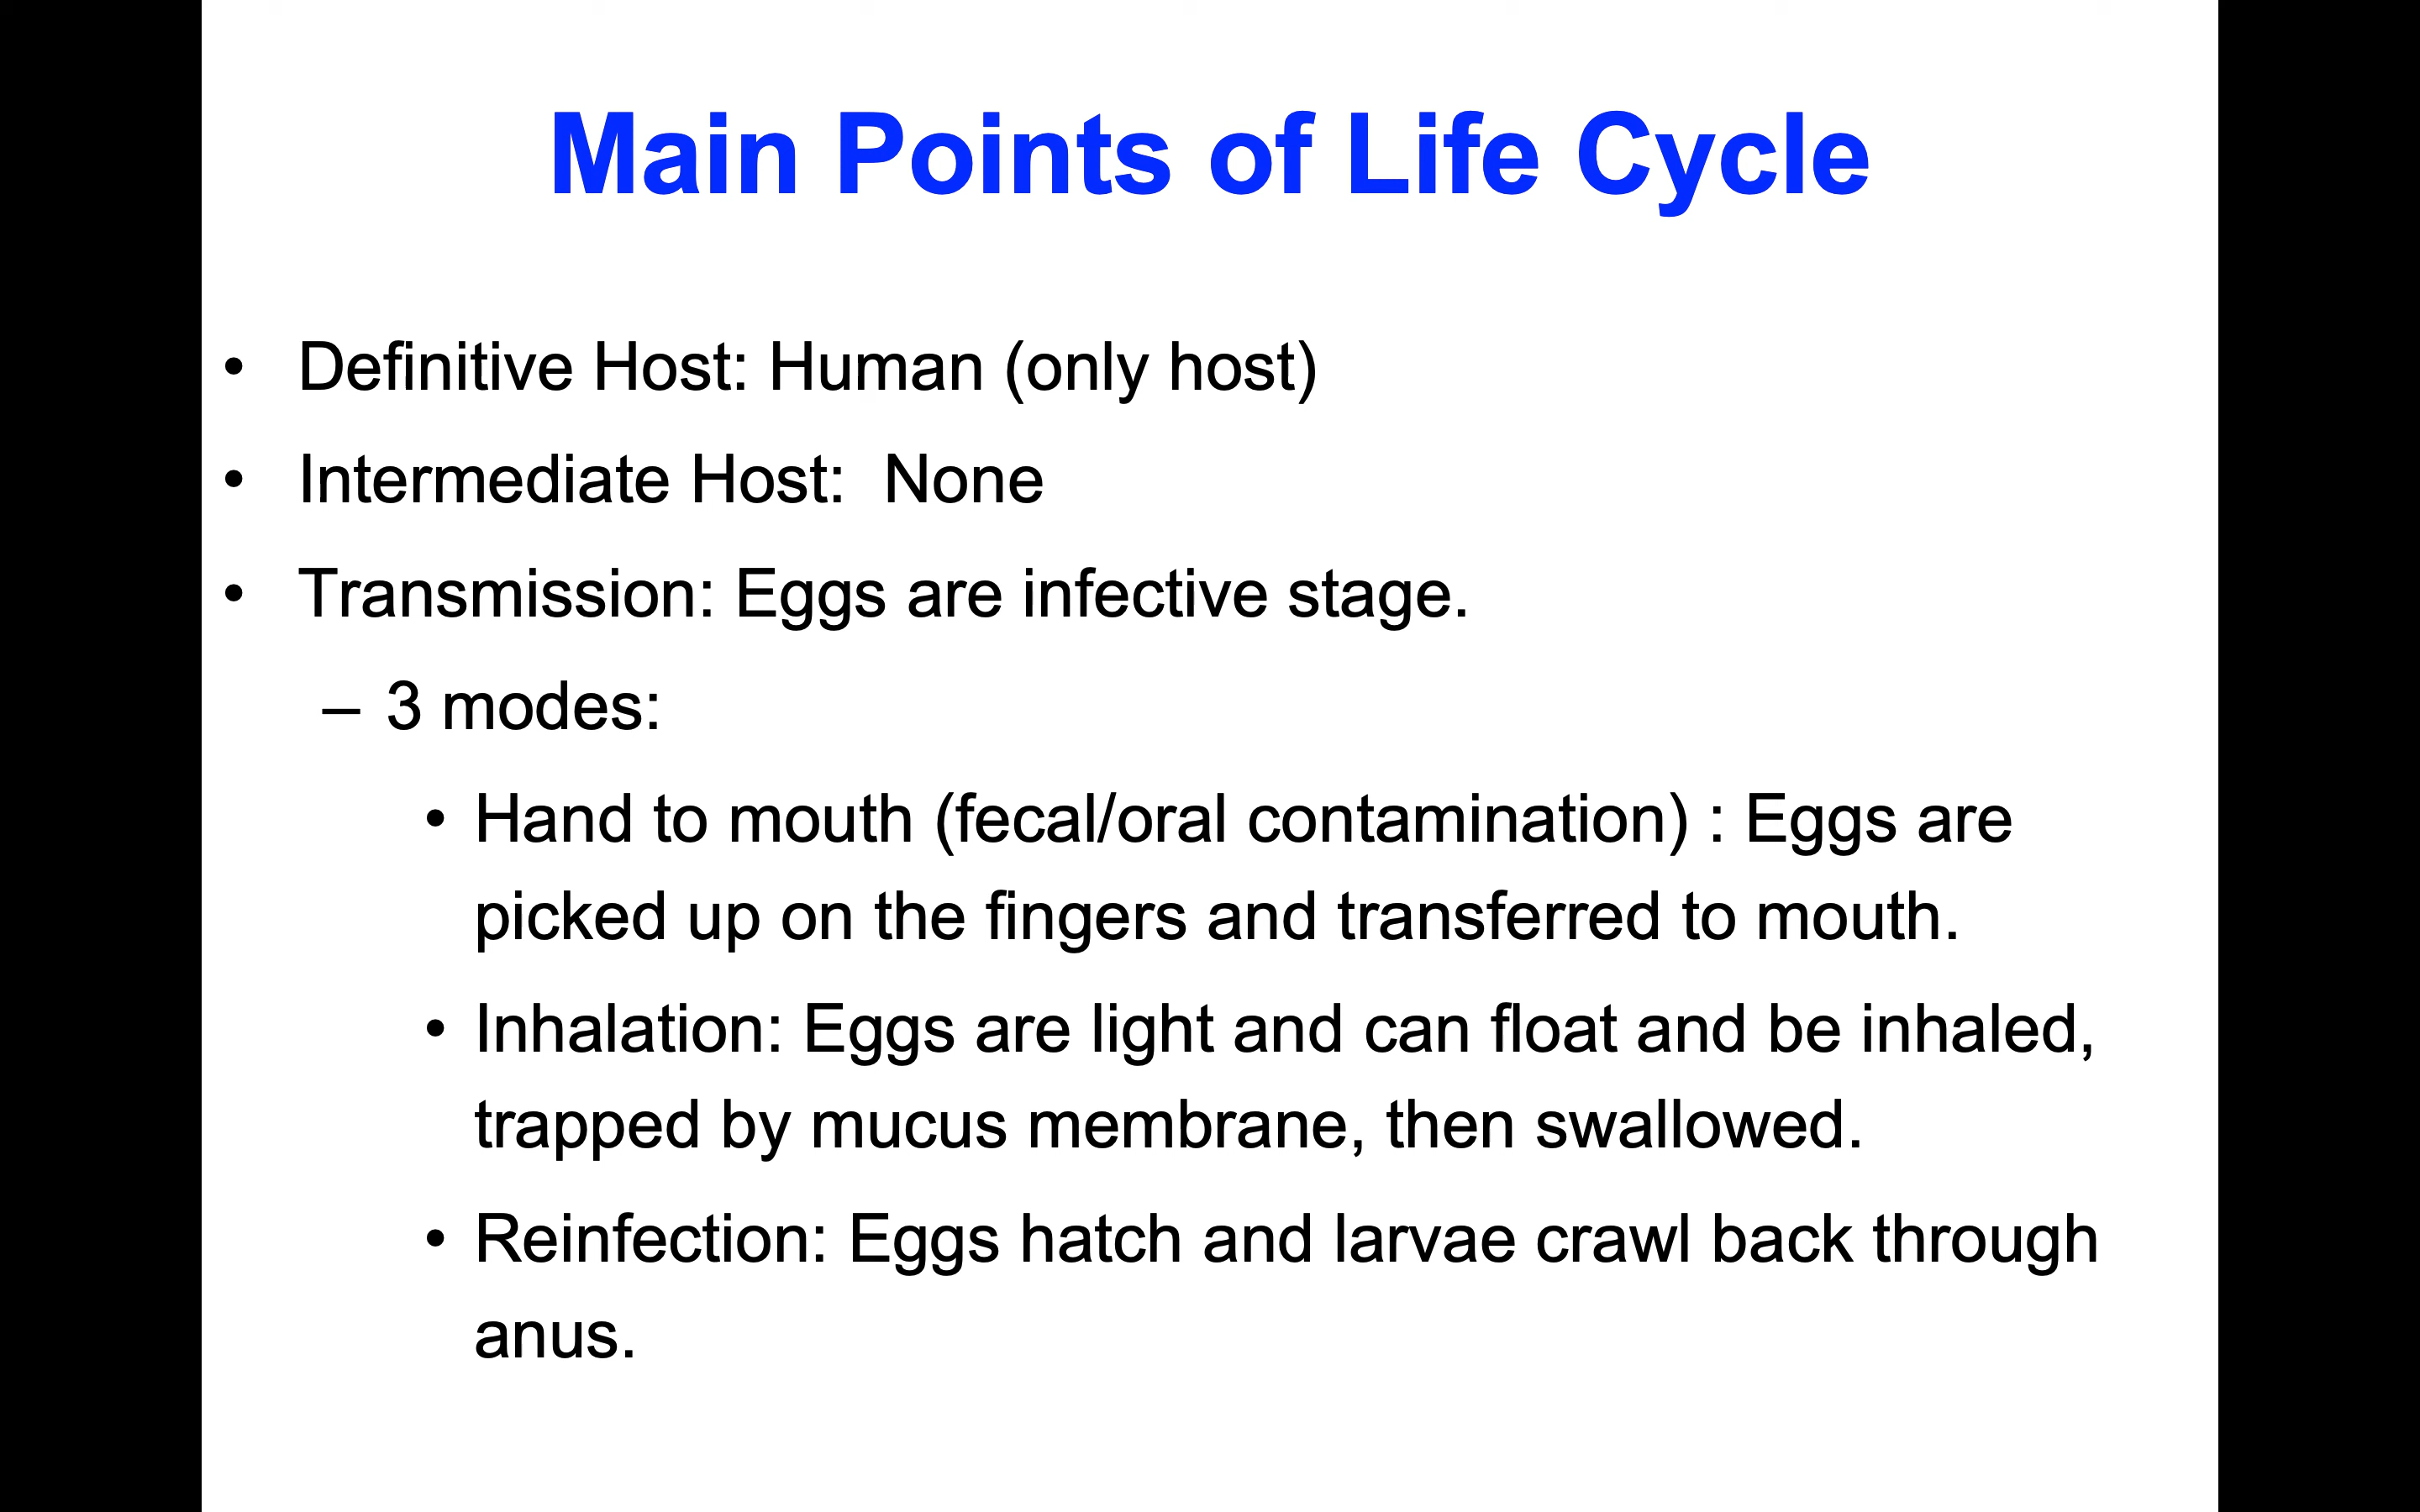 Main Points of Life Cycle
• Definitive Host: Human (only host)
• Intermediate Host:  None
• Transmission: Eggs are infective stage.
– 3 modes:
• Hand to mouth (fecal/oral contamination) : Eggs are
picked up on the fingers and transferred to mouth.
• Inhalation: Eggs are light and can float and be inhaled,
trapped by mucus membrane, then swallowed.
• Reinfection: Eggs hatch and larvae crawl back through
anus.